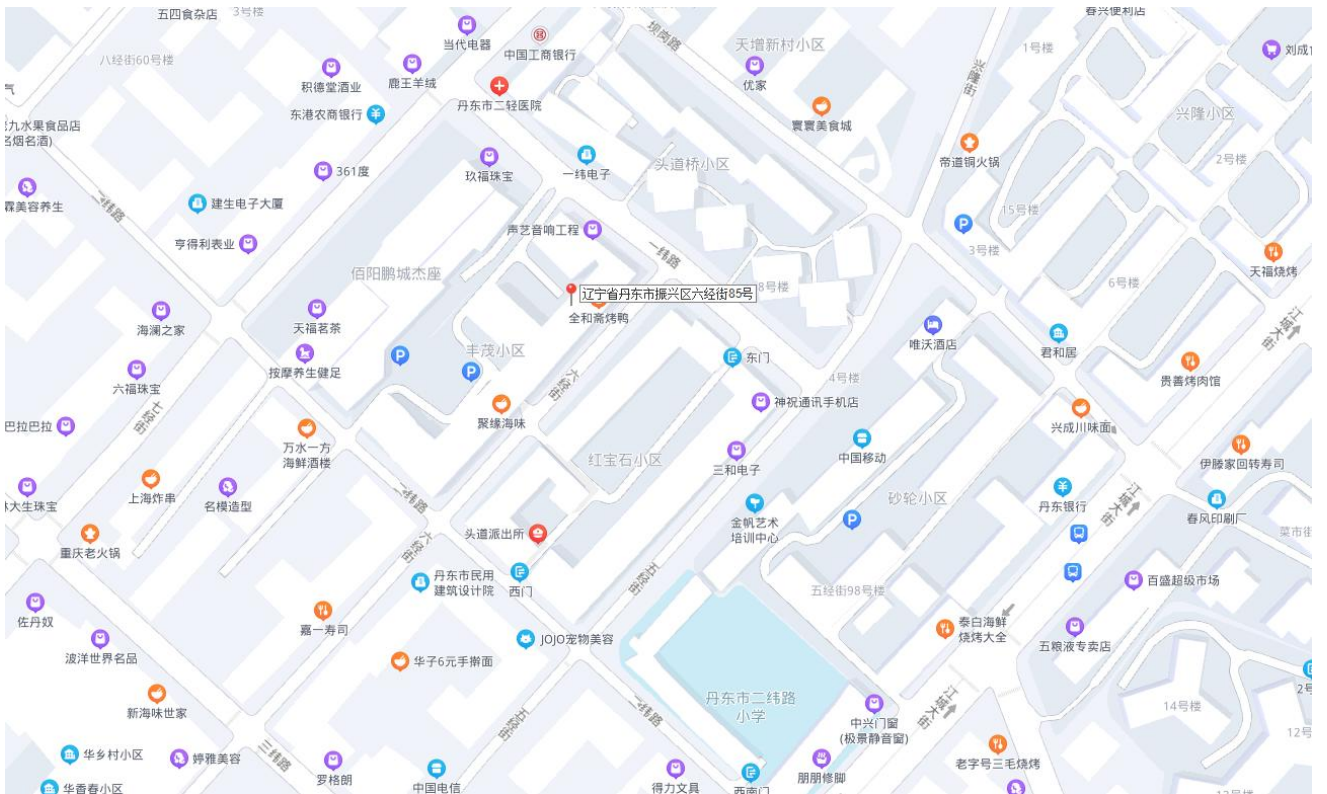 五四食杂店
3号楼
当代电器
中国工商银行
坝岗路
天增新村小区
春兴便利店
1号楼
八经街60号楼
积德堂酒业
鹿王羊绒
优家
兴隆街
气
丹东市二轻医院
东港农商银行
寰寰美食城
兴隆小区
九水果食品店
名烟名酒)
361度
玖福珠宝
一纬电子
头道桥小区
帝道铜火锅
2号楼
霖美容养生
二纬路
建生电子大厦
15号楼
亨得利表业
声艺音响工程
一纬路
3号楼
天福烧烤
佰阳鹏城杰座
8号楼
6号楼
辽宁省丹东市振兴区六经街85号
全和斋烤鸭
江城大街
海澜之家
天福茗茶
唯沃酒店
君和居
丰茂小区
东门
按摩养生健足
六福珠宝
六经街
4号楼
贵善烤肉馆
七经街
巴拉巴拉
聚缘海味
神祝通讯手机店
兴成川味面
万水一方
海鲜酒楼
红宝石小区
三和电子
中国移动
伊滕家回转寿司
大生珠宝
上海炸串
名模造型
二纬路
砂轮小区
丹东银行
江城大街
春风印刷厂
重庆老火锅
六经街
头道派出所
金帆艺术
培训中心
菜市街
丹东市民用
建筑设计院
西门
五经街
五经街98号楼
百盛超级市场
佐丹奴
嘉一寿司
JOJO宠物美容
泰白海鲜
烧烤大全
五粮液专卖店
波洋世界名品
华子6元手擀面
新海味世家
五经街
二纬路
丹东市二纬路
小学
中兴门窗
(极景静音窗)
江城大街
14号楼
华乡村小区
婷雅美容
三纬路
罗格朗
中国电信
得力文具
西南门
朋朋修脚
老字号三毛烧烤
华香春小区